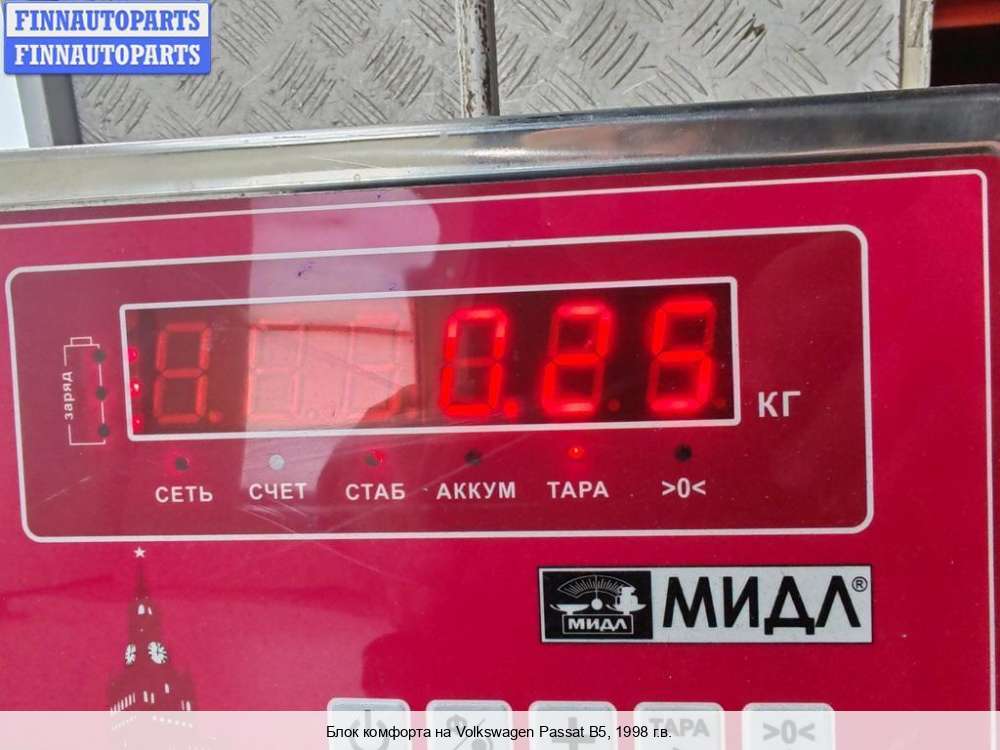 FINNAUTOPARTS
FINNAUTOPARTS
заряд
0.25
КГ
СЕТЬ СЧЕТ СТАБ АККУМ ТАРА >0<
МИДЛ
МИДЛ®
ТАРА >0<
Блок комфорта на Volkswagen Passat B5, 1998 г.в.